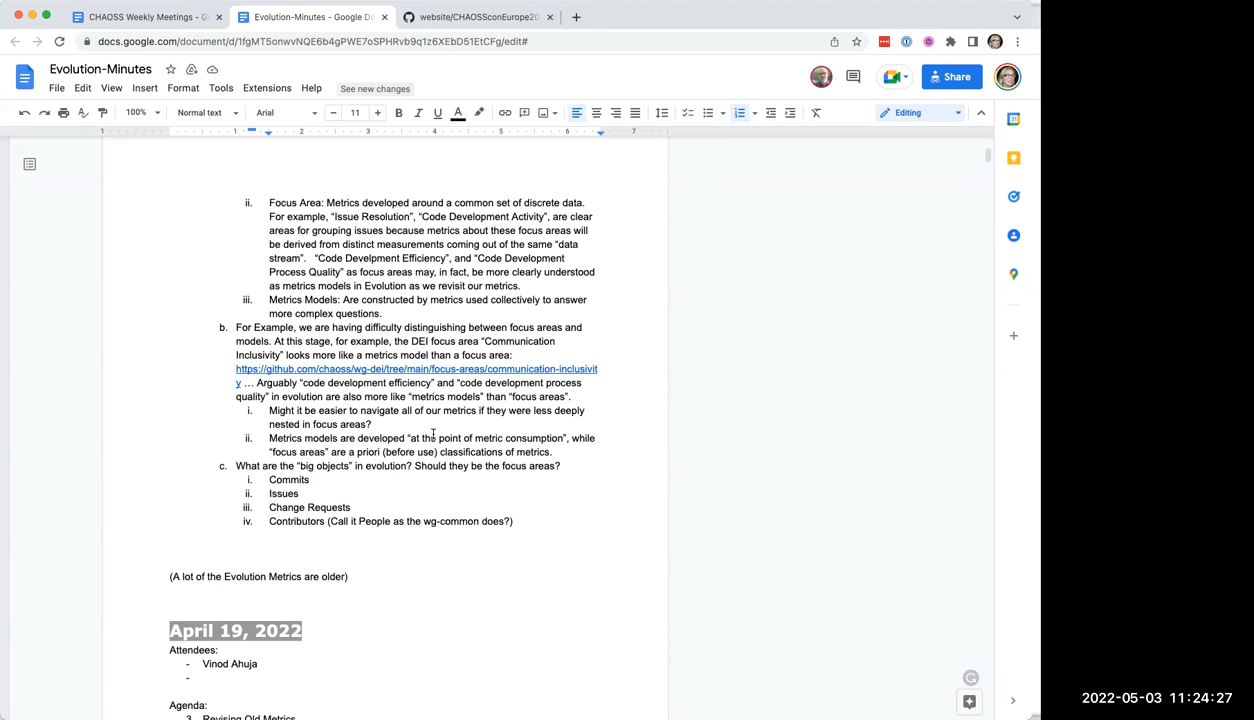 CHAOSS Weekly Meetings - G
Evolution-Minutes - Google Do
website/CHAOSSconEurope20
docs.google.com/document/d/1fgMT5onwvNQE6b4gPWE7oSPHRvb9q1z6XEbD51EtCFg/edit#
Evolution-Minutes
File Edit View Insert Format Tools Extensions Help See new changes
Share
100% Normal text Arial 11 B I U A Editing
1 1 2 3 4 5 6 7
ii. Focus Area: Metrics developed around a common set of discrete data.
For example, “Issue Resolution”, “Code Development Activity”, are clear
areas for grouping issues because metrics about these focus areas will
be derived from distinct measurements coming out of the same “data
stream”. “Code Develpment Efficiency”, and “Code Development
Process Quality” as focus areas may, in fact, be more clearly understood
as metrics models in Evolution as we revisit our metrics.
iii. Metrics Models: Are constructed by metrics used collectively to answer
more complex questions.
b. For Example, we are having difficulty distinguishing between focus areas and
models. At this stage, for example, the DEI focus area “Communication
Inclusivity” looks more like a metrics model than a focus area:
https://github.com/chaoss/wg-dei/tree/main/focus-areas/communication-inclusivit
y … Arguably “code development efficiency” and “code development process
quality” in evolution are also more like “metrics models” than “focus areas”.
i. Might it be easier to navigate all of our metrics if they were less deeply
nested in focus areas?
ii. Metrics models are developed “at the point of metric consumption”, while
“focus areas” are a priori (before use) classifications of metrics.
c. What are the “big objects” in evolution? Should they be the focus areas?
i. Commits
ii. Issues
iii. Change Requests
iv. Contributors (Call it People as the wg-common does?)
(A lot of the Evolution Metrics are older)
April 19, 2022
Attendees:
- Vinod Ahuja
-
Agenda:
3. Revising Old Metrics
2022-05-03 11:24:27